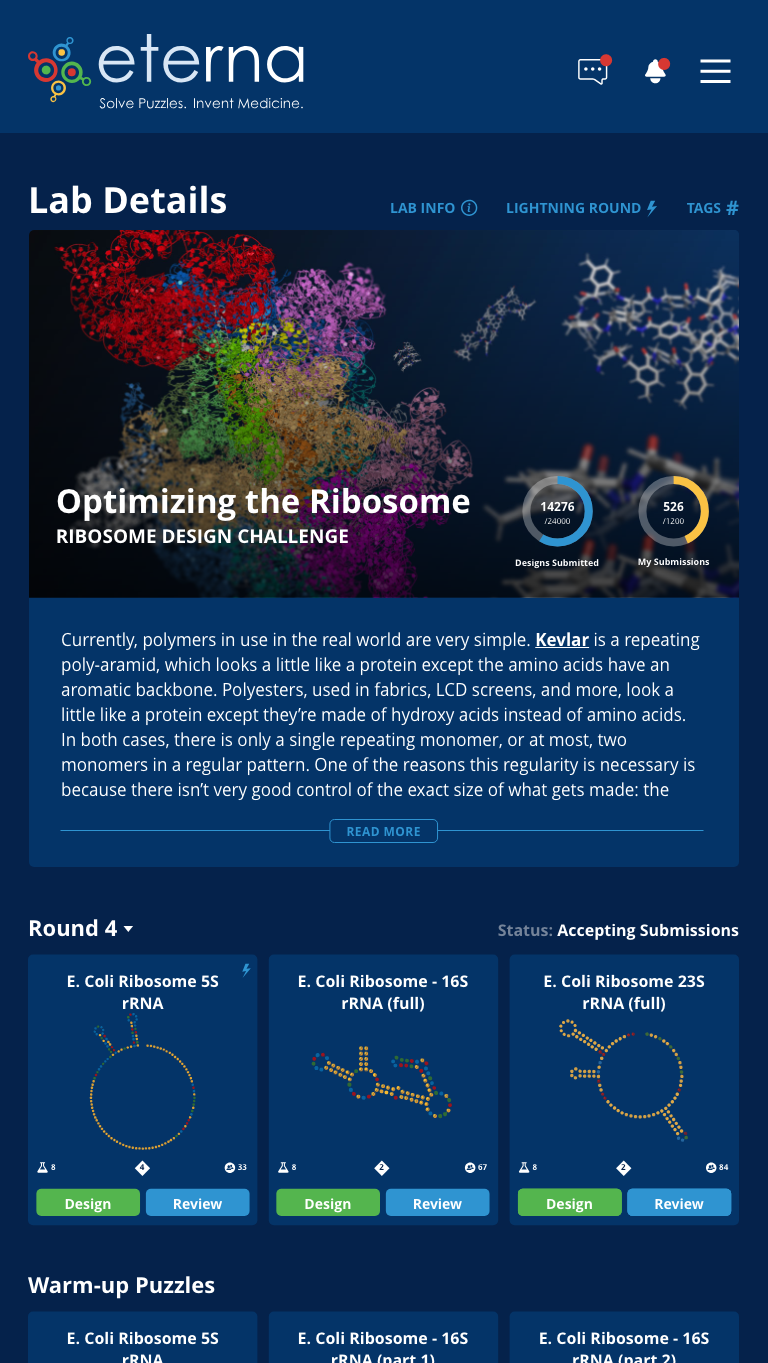 eterna
Solve Puzzles. Invent Medicine.
Lab Details
LAB INFO
LIGHTNING ROUND
TAGS #
Optimizing the Ribosome
RIBOSOME DESIGN CHALLENGE
14276
/24000
Designs Submitted
526
/1200
My Submissions
Currently, polymers in use in the real world are very simple. Kevlar is a repeating
poly-aramid, which looks a little like a protein except the amino acids have an
aromatic backbone. Polyesters, used in fabrics, LCD screens, and more, look a
little like a protein except they’re made of hydroxy acids instead of amino acids.
In both cases, there is only a single repeating monomer, or at most, two
monomers in a regular pattern. One of the reasons this regularity is necessary is
because there isn’t very good control of the exact size of what gets made: the
READ MORE
Round 4
Status: Accepting Submissions
E. Coli Ribosome 5S
rRNA
8
4
33
Design
Review
E. Coli Ribosome - 16S
rRNA (full)
8
2
67
Design
Review
E. Coli Ribosome 23S
rRNA (full)
8
2
84
Design
Review
Warm-up Puzzles
E. Coli Ribosome 5S
rRNA
E. Coli Ribosome - 16S
rRNA (part 1)
E. Coli Ribosome - 16S
rRNA (part 2)